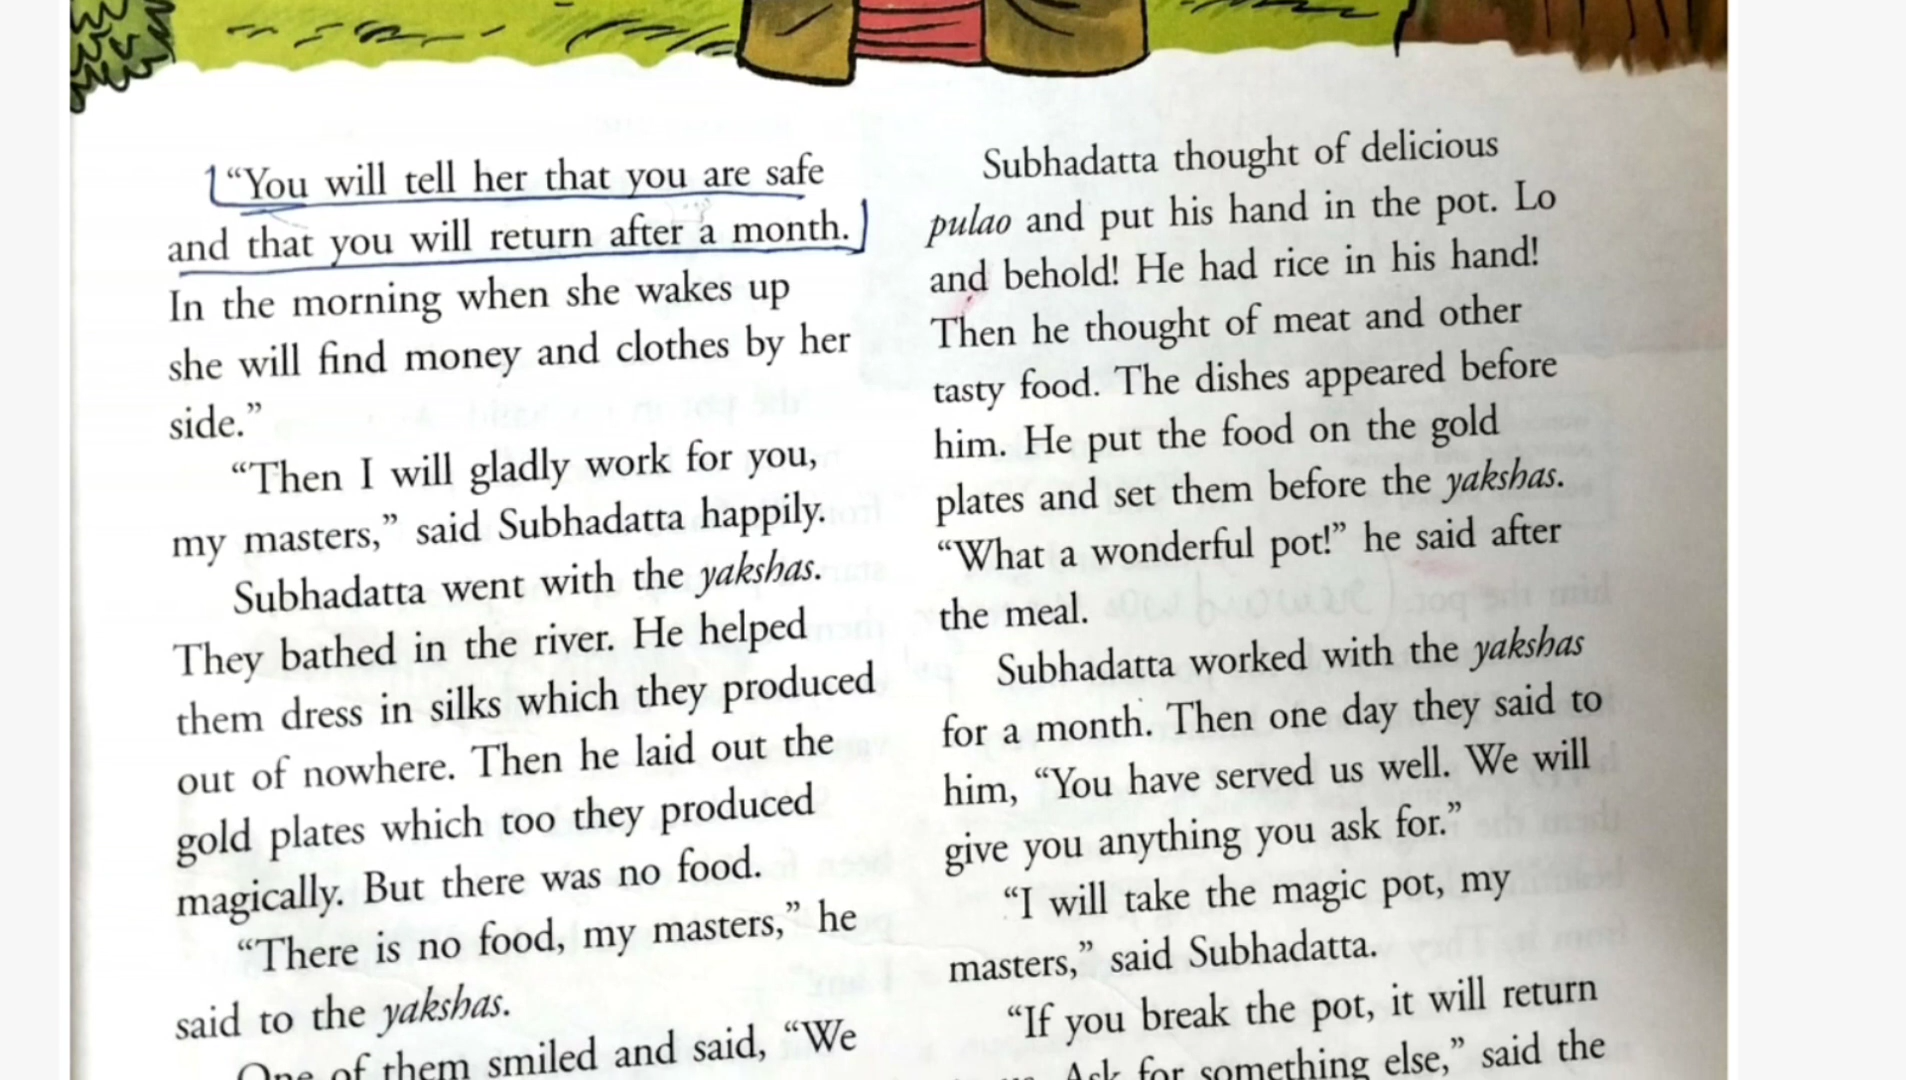 “You will tell her that you are safe
and that you will return after a month.
In the morning when she wakes up
she will find money and clothes by her
side.”
“Then I will gladly work for you,
my masters,” said Subhadatta happily.
Subhadatta went with the yakshas.
They bathed in the river. He helped
them dress in silks which they produced
out of nowhere. Then he laid out the
gold plates which too they produced
magically. But there was no food.
“There is no food, my masters,” he
said to the yakshas.
One of them smiled and said, “We
Subhadatta thought of delicious
pulao and put his hand in the pot. Lo
and behold! He had rice in his hand!
Then he thought of meat and other
tasty food. The dishes appeared before
him. He put the food on the gold
plates and set them before the yakshas.
“What a wonderful pot!” he said after
the meal.
Subhadatta worked with the yakshas
for a month. Then one day they said to
him, “You have served us well. We will
give you anything you ask for.”
“I will take the magic pot, my
masters,” said Subhadatta.
“If you break the pot, it will return
Ask for something else,” said the